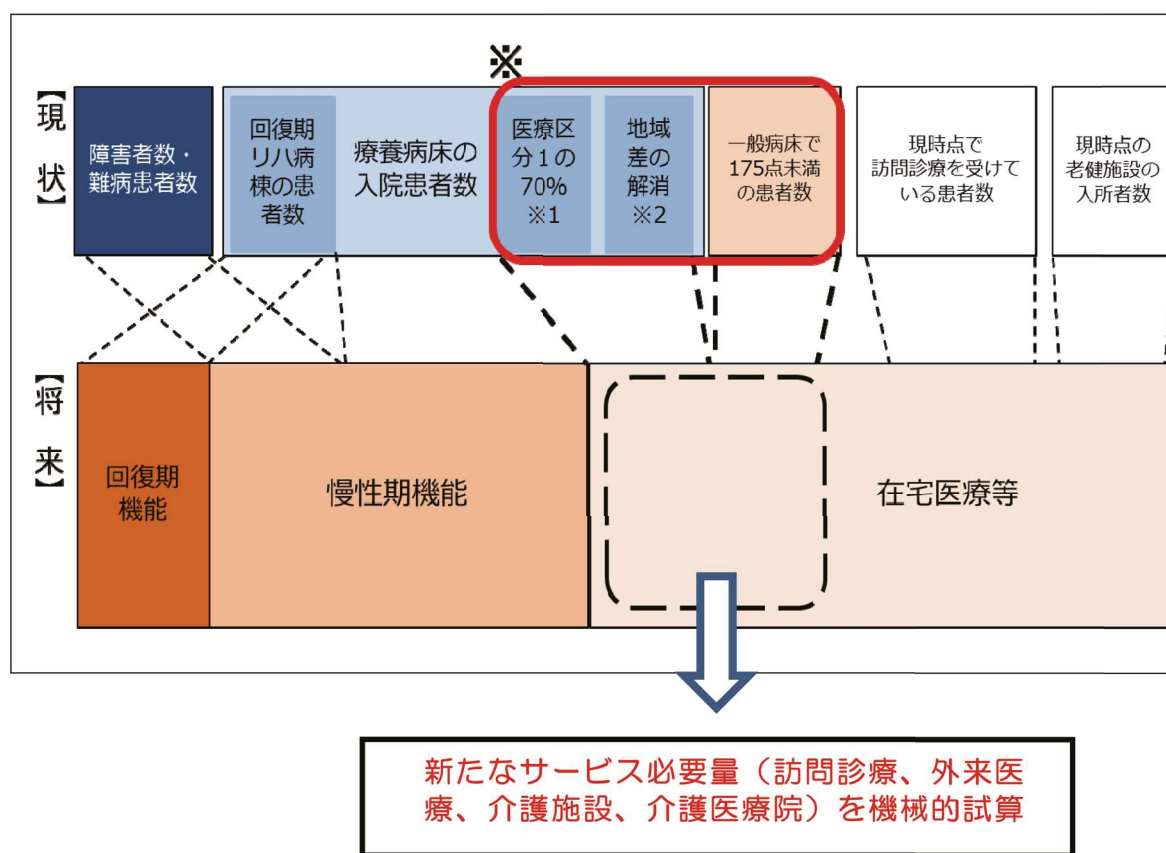 ※
【現状】
障害者数・
難病患者数
回復期
リハ病
棟の患
者数
療養病床の
入院患者数
医療区
分1の
70%
※1
地域
差の
解消
※2
一般病床で
175点未満
の患者数
現時点で
訪問診療を受けて
いる患者数
現時点の
老健施設の
入所者数
【将来】
回復期
機能
慢性期機能
在宅医療等
新たなサービス必要量（訪問診療、外来医
療、介護施設、介護医療院）を機械的試算